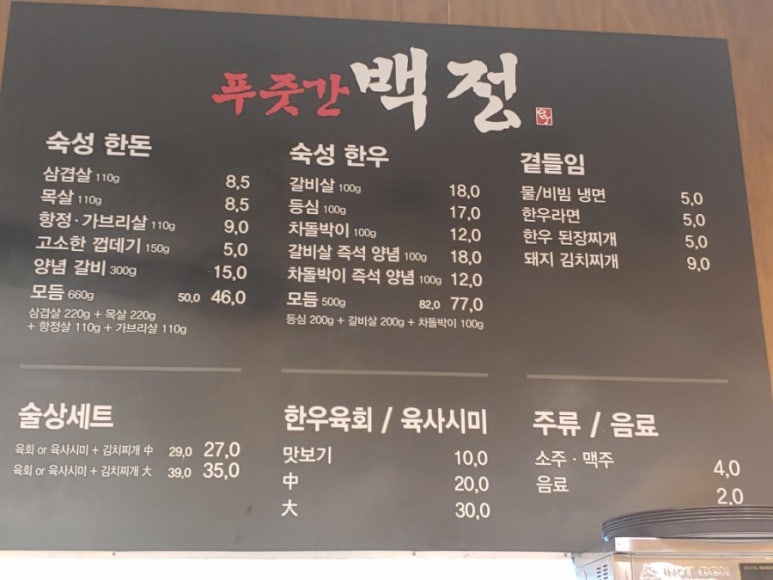 푸줏간 백정
숙성 한돈
삼겹살 110g 8,5
목살 110g 8,5
항정·가브리살 110g 9,0
고소한 껍데기 150g 5,0
양념 갈비 300g 15,0
모듬 660g 50,0 46,0
삼겹살 220g + 목살 220g
+ 항정살 110g + 가브리살 110g
숙성 한우
갈비살 100g 18,0
등심 100g 17,0
차돌박이 100g 12,0
갈비살 즉석 양념 100g 18,0
차돌박이 즉석 양념 100g 12,0
모듬 500g 82,0 77,0
등심 200g + 갈비살 200g + 차돌박이 100g
곁들임
물/비빔 냉면 5,0
한우라면 5,0
한우 된장찌개 5,0
돼지 김치찌개 9,0
술상세트
육회 or 육사시미 + 김치찌개 中 29,0 27,0
육회 or 육사시미 + 김치찌개 大 39,0 35,0
한우육회 / 육사시미
맛보기 10,0
中 20,0
大 30,0
주류 / 음료
소주·맥주 4,0
음료 2,0